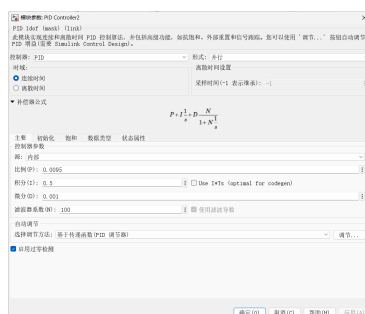 模块参数: PID Controller2
PID 1dof (mask) (link)
此模块实现连续和离散时间 PID 控制算法，并包括高级功能，如抗饱和、外部重置和信号跟踪。您可以使用 '调节...' 按钮自动调节
PID 增益(需要 Simulink Control Design)。
控制器: PID
形式: 并行
时域:
离散时间设置
连续时间
离散时间
采样时间(-1 表示继承): -1
补偿器公式
P+I 1/s +D N/(1+N 1/s)
主要 初始化 饱和 数据类型 状态属性
控制器参数
源: 内部
比例(P): 0.0095
积分(I): 0.5
Use I*Ts (optimal for codegen)
微分(D): 0.001
滤波器系数(N): 100
使用滤波导数
自动调节
选择调节方法: 基于传递函数(PID 调节器)
调节...
启用过零检测
确定(O) 取消(C) 帮助(H) 应用(A)